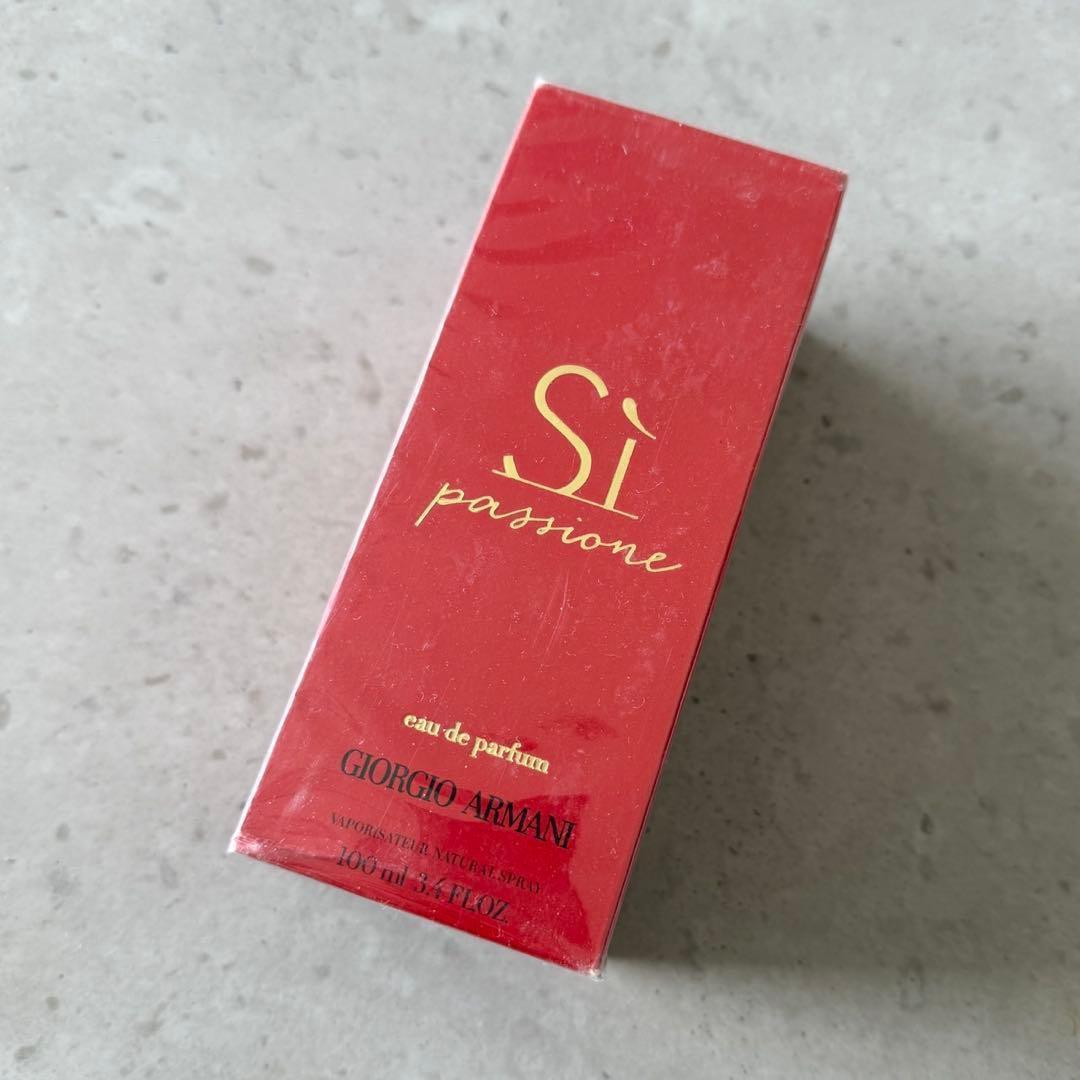 Sì
passione
eau de parfum
GIORGIO ARMANI
VAPORISATEUR NATURAL SPRAY
100 ml 3.4 FL.OZ.